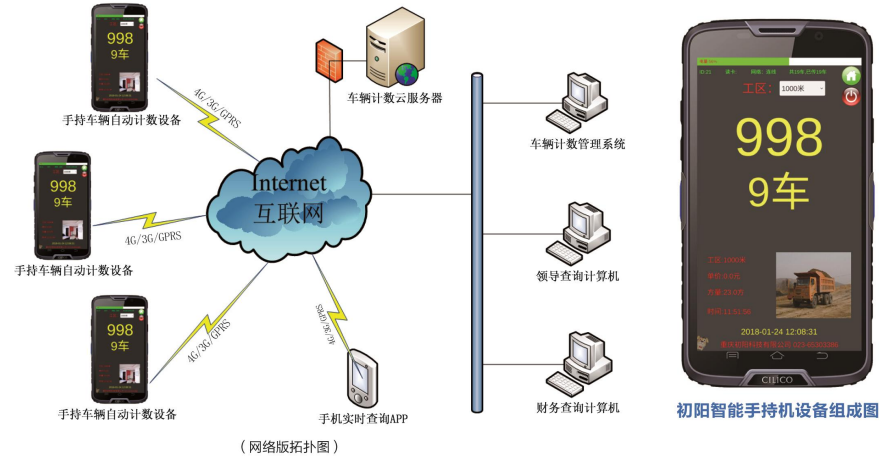 998
9车
手持车辆自动计数设备
4G/3G/GPRS
998
9车
手持车辆自动计数设备
4G/3G/GPRS
998
9车
手持车辆自动计数设备
4G/3G/GPRS
Internet
互联网
车辆计数云服务器
4G/3G/GPRS
手机实时查询APP
车辆计数管理系统
领导查询计算机
财务查询计算机
(网络版拓扑图)
工区: 1000米
998
9车
工区:1000米
时间:11:51:58
2018-01-24 12:08:31
CILICO
初阳智能手持机设备组成图